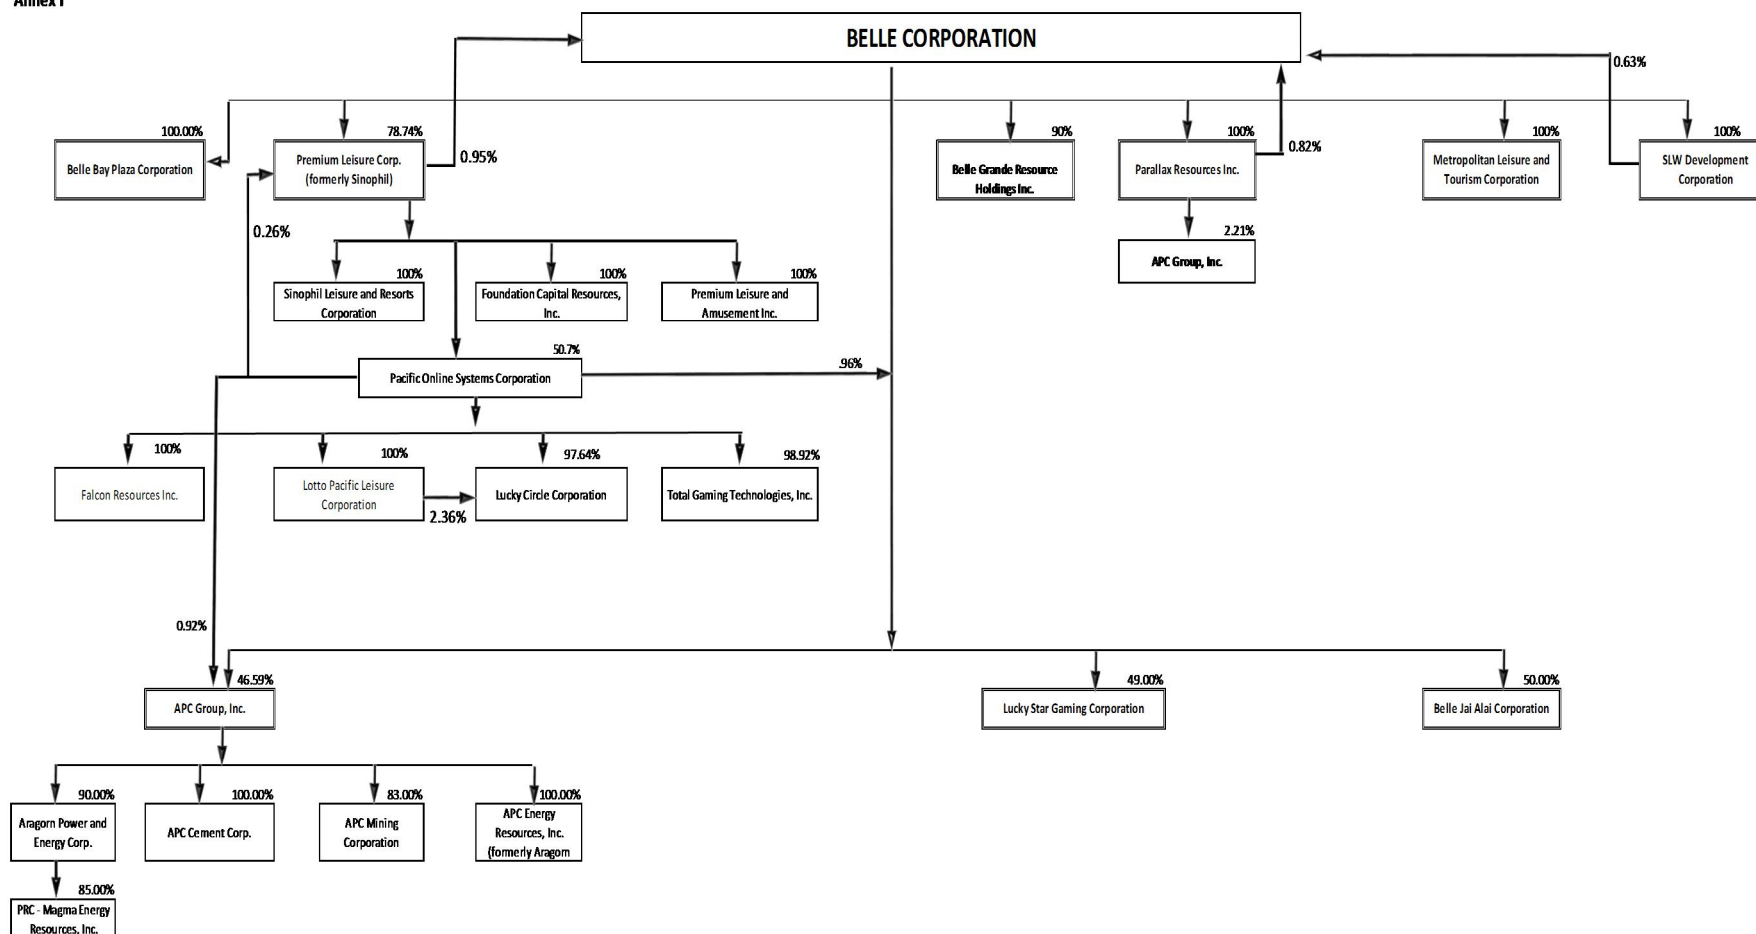 Annex I
BELLE CORPORATION
0.63%
100.00%
78.74%
90%
100%
100%
100%
0.95%
0.82%
Belle Bay Plaza Corporation
Premium Leisure Corp.
(formerly Sinophil)
Belle Grande Resource
Holdings Inc.
Parallax Resources Inc.
Metropolitan Leisure and
Tourism Corporation
SLW Development
Corporation
0.26%
2.21%
APC Group, Inc.
100%
100%
100%
Sinophil Leisure and Resorts
Corporation
Foundation Capital Resources,
Inc.
Premium Leisure and
Amusement Inc.
50.7%
Pacific Online Systems Corporation
.96%
100%
100%
97.64%
98.92%
Falcon Resources Inc.
Lotto Pacific Leisure
Corporation
Lucky Circle Corporation
Total Gaming Technologies, Inc.
2.36%
0.92%
46.59%
49.00%
50.00%
APC Group, Inc.
Lucky Star Gaming Corporation
Belle Jai Alai Corporation
90.00%
100.00%
83.00%
100.00%
Aragorn Power and
Energy Corp.
APC Cement Corp.
APC Mining
Corporation
APC Energy
Resources, Inc.
(formerly Aragorn
85.00%
PRC - Magma Energy
Resources, Inc.